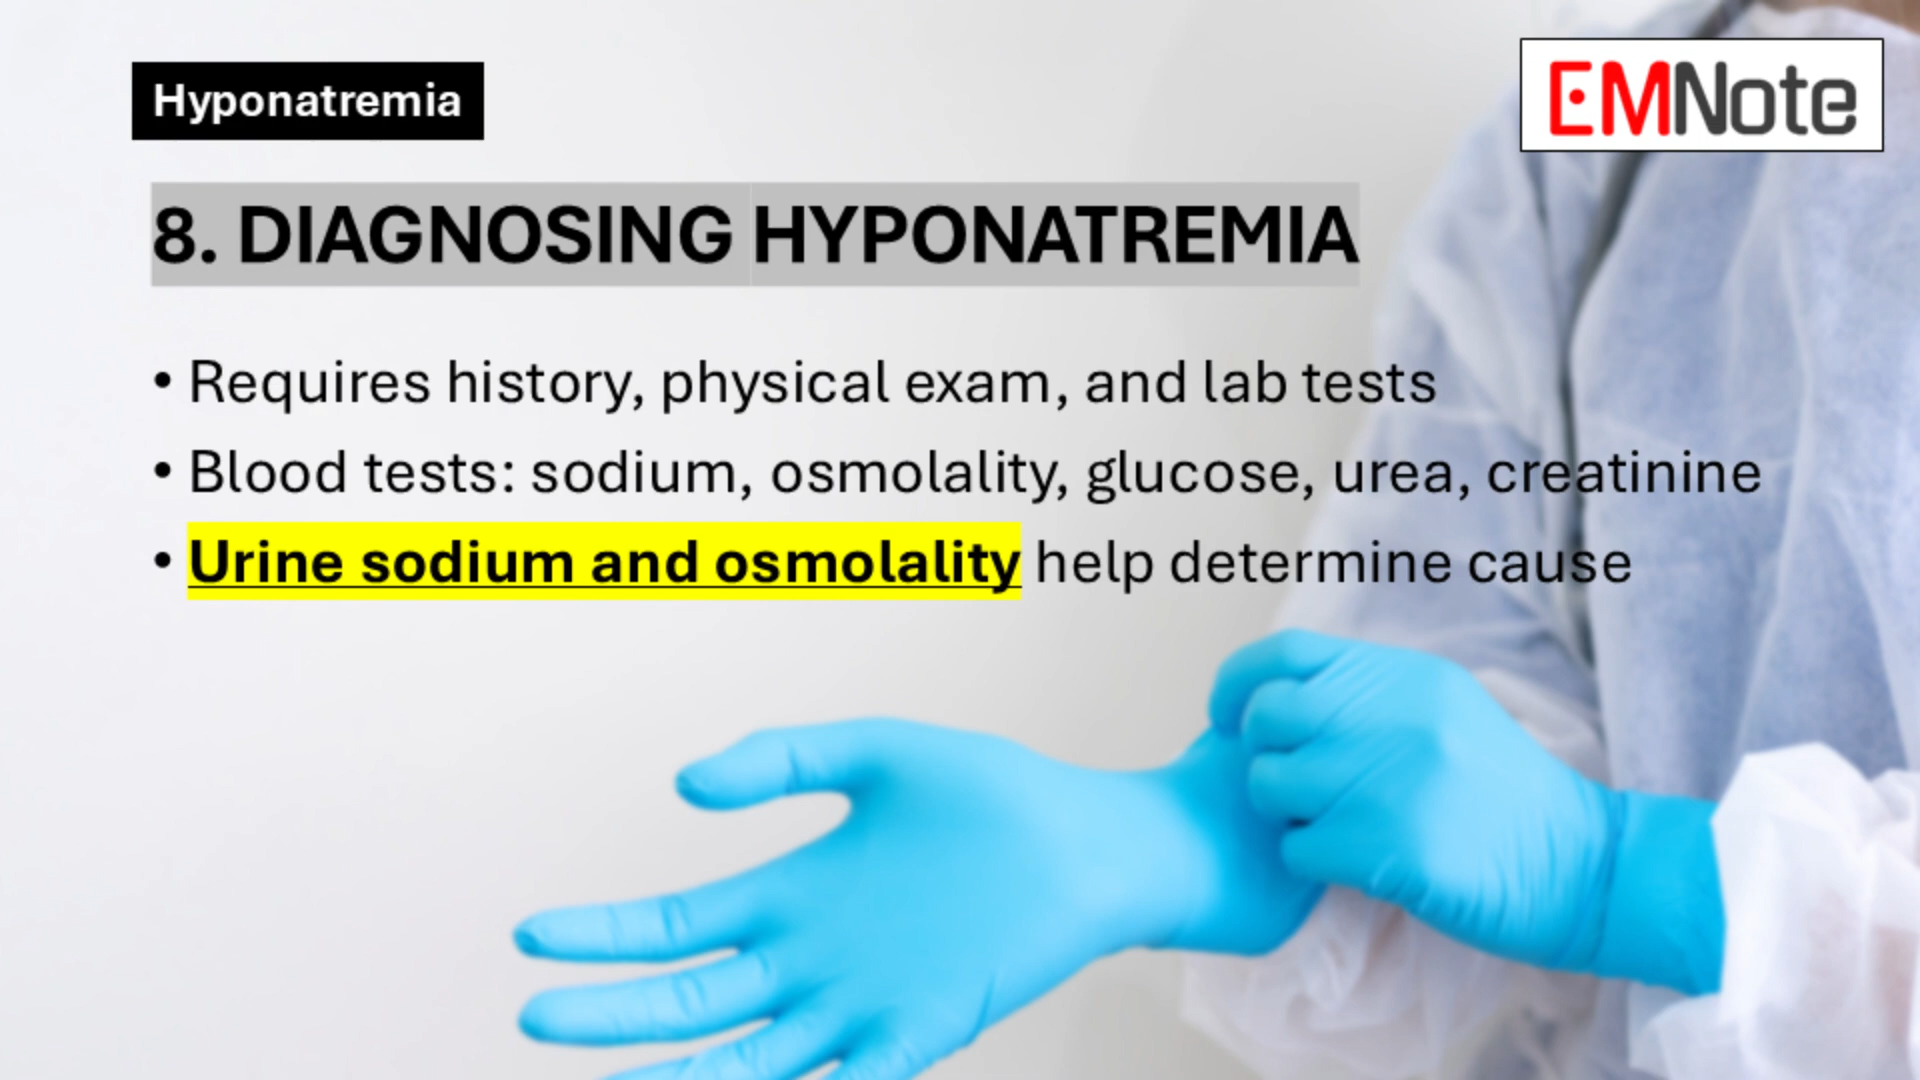 Hyponatremia
EMNote
8. DIAGNOSING HYPONATREMIA
• Requires history, physical exam, and lab tests
• Blood tests: sodium, osmolality, glucose, urea, creatinine
• Urine sodium and osmolality help determine cause